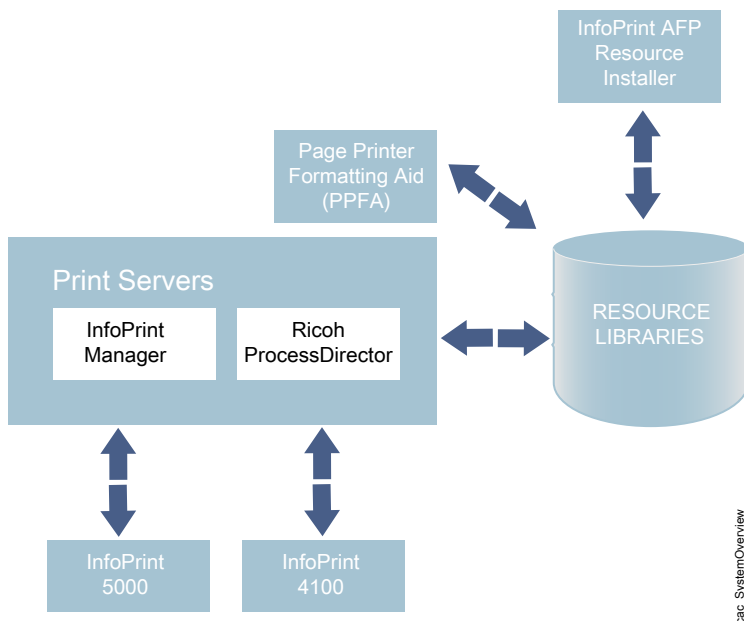 InfoPrint AFP
Resource
Installer
Page Printer
Formatting Aid
(PPFA)
Print Servers
InfoPrint
Manager
Ricoh
ProcessDirector
RESOURCE
LIBRARIES
InfoPrint
5000
InfoPrint
4100
cac_SystemOverview